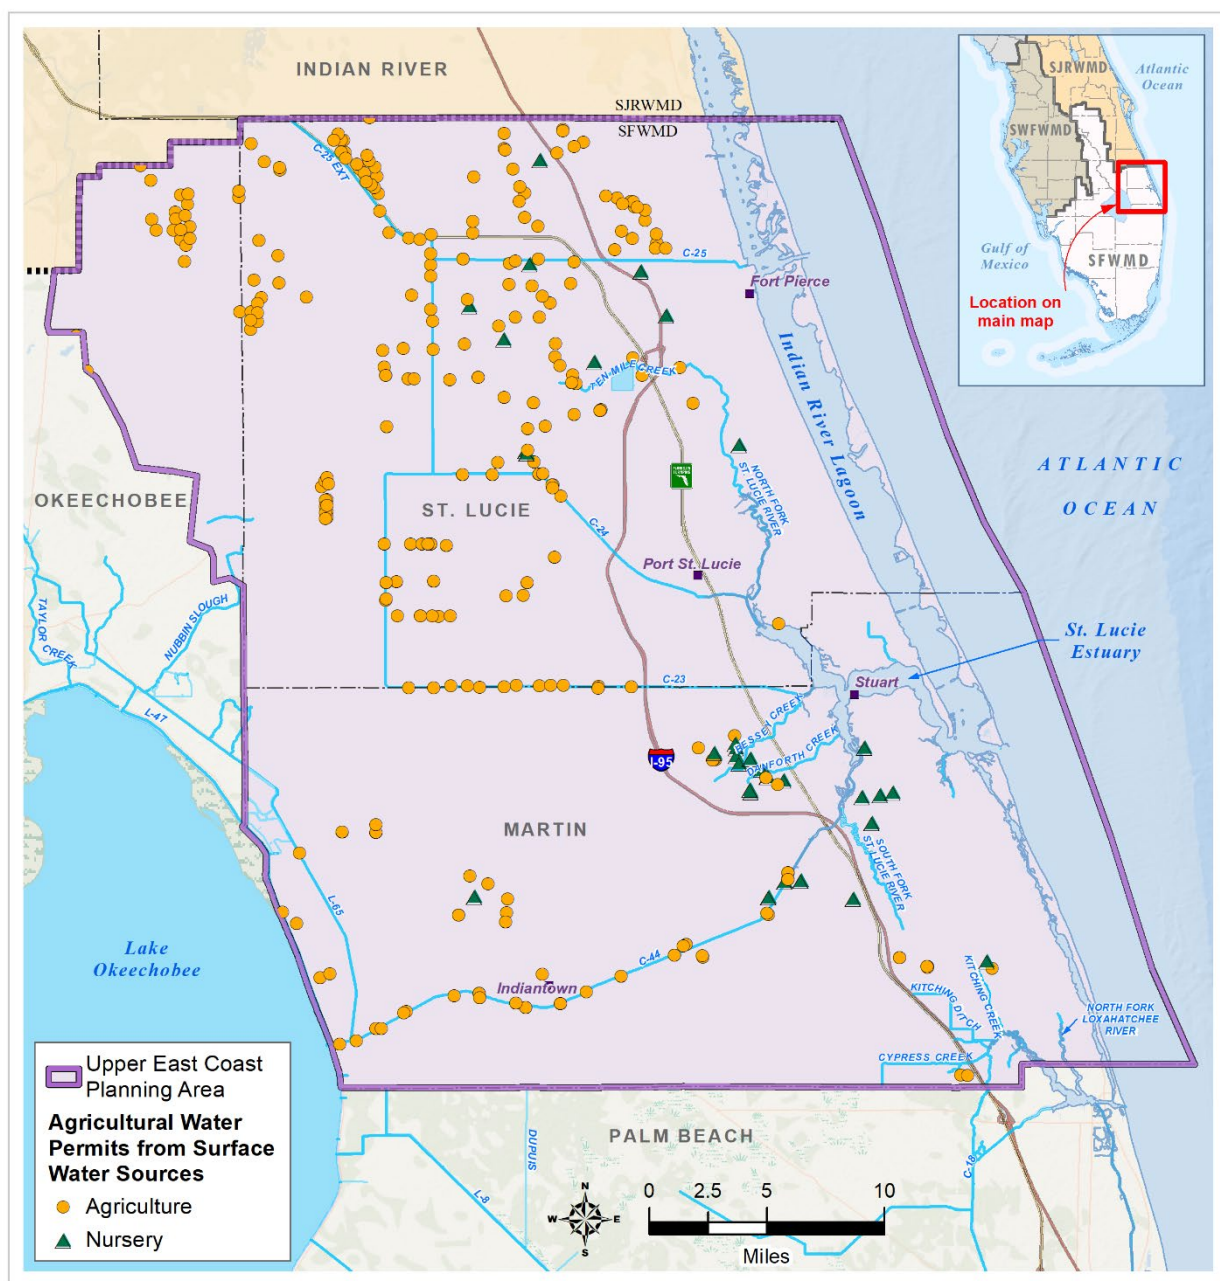 INDIAN RIVER
SJRWMD
SFWMD
C-25 EXT
C-25
Fort Pierce
TEN-MILE CREEK
Indian River Lagoon
NORTH FORK
ST. LUCIE RIVER
OKEECHOBEE
ST. LUCIE
C-24
Port St. Lucie
ATLANTIC
OCEAN
TAYLOR
CREEK
NUBBIN SLOUGH
L-47
C-23
St. Lucie
Estuary
Stuart
BESSEY CREEK
DANFORTH CREEK
I-95
MARTIN
SOUTH FORK
ST. LUCIE RIVER
L-65
Lake
Okeechobee
C-44
Indiantown
KITCHING DITCH
KITCHING CREEK
NORTH FORK
LOXAHATCHEE
RIVER
CYPRESS CREEK
PALM BEACH
DUPUIS
L-8
C-18
SJRWMD
Atlantic
Ocean
SWFWMD
Gulf of
Mexico
SFWMD
Location on
main map
Upper East Coast
Planning Area
Agricultural Water
Permits from Surface
Water Sources
Agriculture
Nursery
N
W
E
S
0
2.5
5
10
Miles